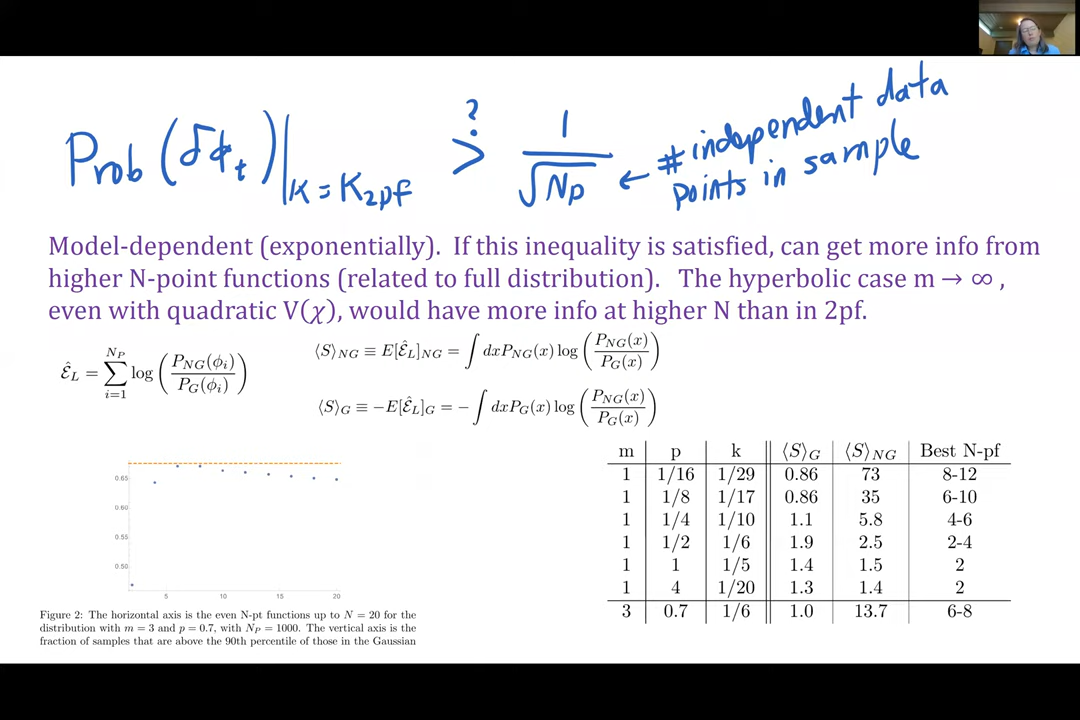 Prob (δϕₜ)|ₖ₌ₖ₂ₚf >? 1/√Nₚ ← # independent data
points in sample
Model-dependent (exponentially). If this inequality is satisfied, can get more info from
higher N-point functions (related to full distribution). The hyperbolic case m → ∞ ,
even with quadratic V(χ), would have more info at higher N than in 2pf.
Ê_L = ∑_{i=1}^{N_P} log (P_NG(ϕ_i)/P_G(ϕ_i))
⟨S⟩_NG ≡ E[Ê_L]_NG = ∫ dxP_NG(x) log (P_NG(x)/P_G(x))
⟨S⟩_G ≡ −E[Ê_L]_G = − ∫ dxP_G(x) log (P_NG(x)/P_G(x))
0.65
0.60
0.55
0.50
5 10 15 20
Figure 2: The horizontal axis is the even N-pt functions up to N = 20 for the
distribution with m = 3 and p = 0.7, with N_P = 1000. The vertical axis is the
fraction of samples that are above the 90th percentile of those in the Gaussian
m p k ⟨S⟩_G ⟨S⟩_NG Best N-pf
1 1/16 1/29 0.86 73 8-12
1 1/8 1/17 0.86 35 6-10
1 1/4 1/10 1.1 5.8 4-6
1 1/2 1/6 1.9 2.5 2-4
1 1 1/5 1.4 1.5 2
1 4 1/20 1.3 1.4 2
3 0.7 1/6 1.0 13.7 6-8